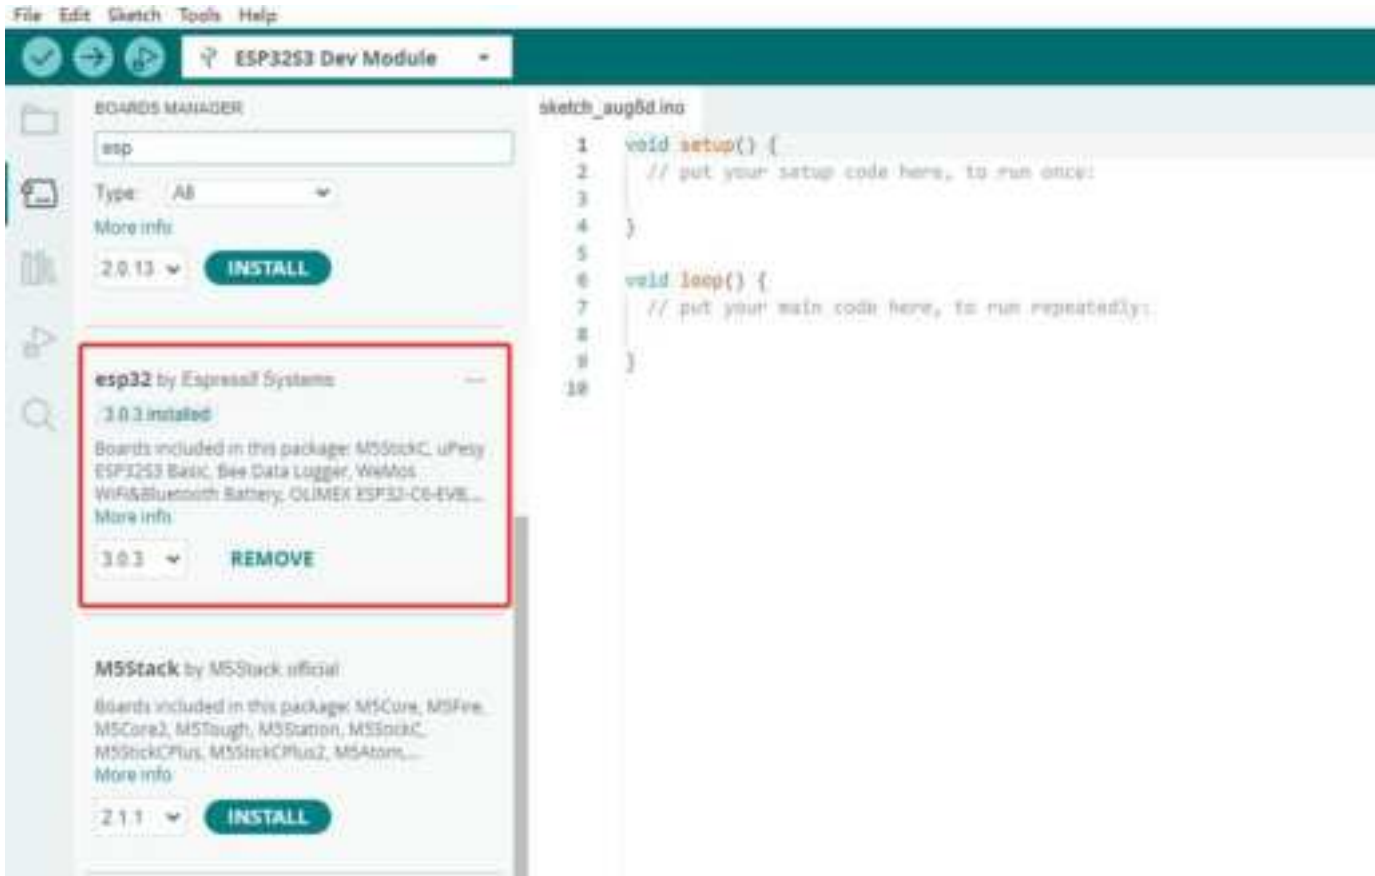 File Edit Sketch Tools Help
ESP32S3 Dev Module
BOARDS MANAGER
esp
Type: All
More info
2.0.13
INSTALL
esp32 by Espressif Systems
3.0.3 installed
Boards included in this package: M5StickC, uPesy
ESP32S3 Basic, Bee Data Logger, WeMos
WiFi&Bluetooth Battery, OLIMEX ESP32-C6-EVB,...
More info
3.0.3
REMOVE
M5Stack by M5Stack official
Boards included in this package: M5Core, M5Fire,
M5Core2, M5Tough, M5Station, M5StickC,
M5StickCPlus, M5StickCPlus2, M5Atom,...
More info
2.1.1
INSTALL
sketch_aug6d.ino
1 void setup() {
2 // put your setup code here, to run once:
3
4 }
5
6 void loop() {
7 // put your main code here, to run repeatedly:
8
9 }
10